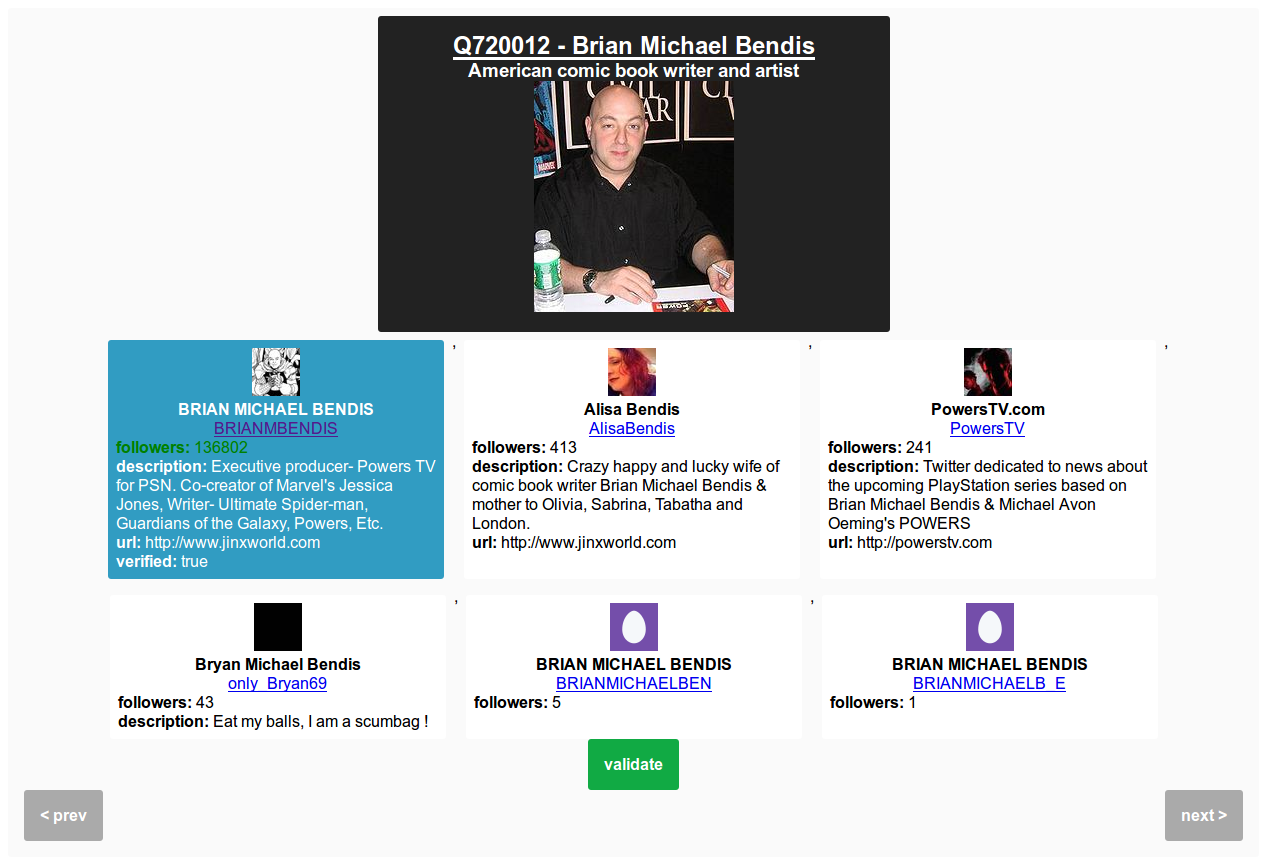 Q720012 - Brian Michael Bendis
American comic book writer and artist
CIVIL
WAR
MARVEL
BRIAN MICHAEL BENDIS
BRIANMBENDIS
followers: 136802
description: Executive producer- Powers TV
for PSN. Co-creator of Marvel's Jessica
Jones, Writer- Ultimate Spider-man,
Guardians of the Galaxy, Powers, Etc.
url: http://www.jinxworld.com
verified: true
,
Alisa Bendis
AlisaBendis
followers: 413
description: Crazy happy and lucky wife of
comic book writer Brian Michael Bendis &
mother to Olivia, Sabrina, Tabatha and
London.
url: http://www.jinxworld.com
,
PowersTV.com
PowersTV
followers: 241
description: Twitter dedicated to news about
the upcoming PlayStation series based on
Brian Michael Bendis & Michael Avon
Oeming's POWERS
url: http://powerstv.com
,
Bryan Michael Bendis
only_Bryan69
followers: 43
description: Eat my balls, I am a scumbag !
,
BRIAN MICHAEL BENDIS
BRIANMICHAELBEN
followers: 5
,
BRIAN MICHAEL BENDIS
BRIANMICHAELB_E
followers: 1
validate
< prev
next >